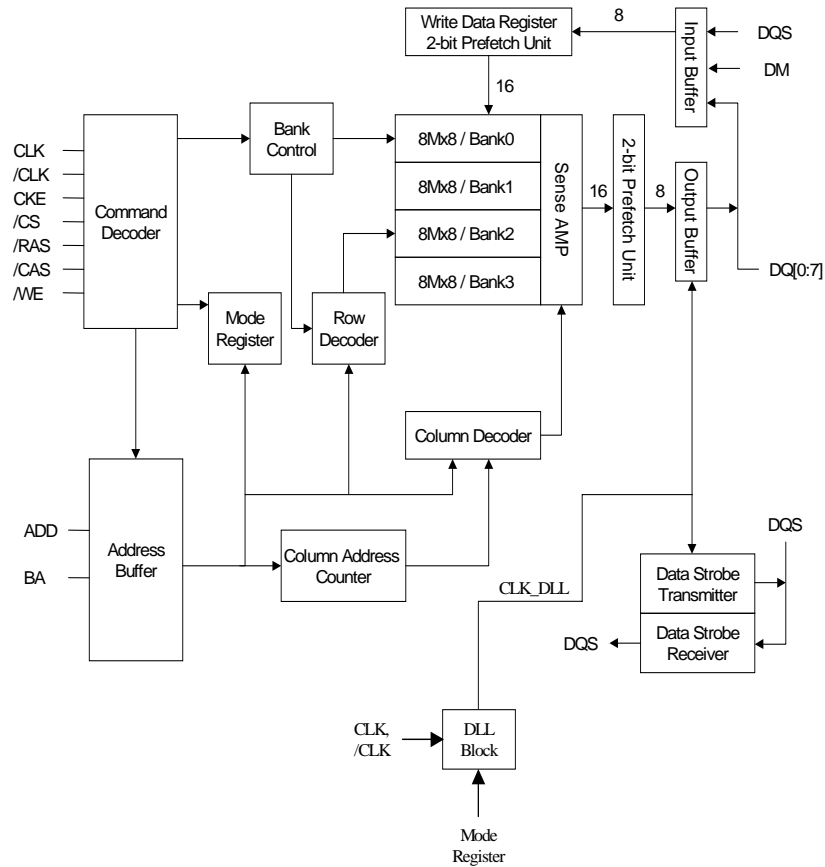 Write Data Register
2-bit Prefetch Unit
8
Input Buffer
DQS
DM
16
Bank
Control
8Mx8 / Bank0
8Mx8 / Bank1
8Mx8 / Bank2
8Mx8 / Bank3
Sense AMP
16
2-bit Prefetch Unit
8
Output Buffer
DQ[0:7]
CLK
/CLK
CKE
/CS
/RAS
/CAS
/WE
Command
Decoder
Mode
Register
Row
Decoder
Column Decoder
ADD
BA
Address
Buffer
Column Address
Counter
CLK_DLL
DQS
Data Strobe
Transmitter
Data Strobe
Receiver
DQS
CLK,
/CLK
DLL
Block
Mode
Register